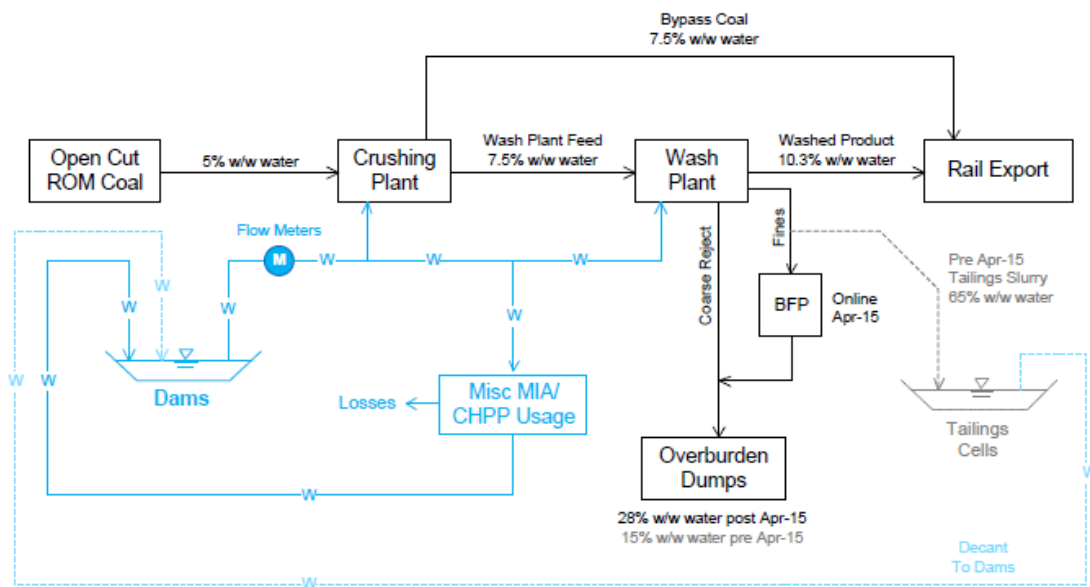 Bypass Coal
7.5% w/w water
Open Cut
ROM Coal
5% w/w water
Crushing
Plant
Wash Plant Feed
7.5% w/w water
Wash
Plant
Washed Product
10.3% w/w water
Rail Export
Flow Meters
M
W
W
W
W
W
W
W
W
W
W
Dams
Losses
Misc MIA/
CHPP Usage
W
W
Coarse Reject
Fines
BFP
Online
Apr-15
Pre Apr-15
Tailings Slurry
65% w/w water
Tailings
Cells
W
Overburden
Dumps
28% w/w water post Apr-15
15% w/w water pre Apr-15
Decant
To Dams